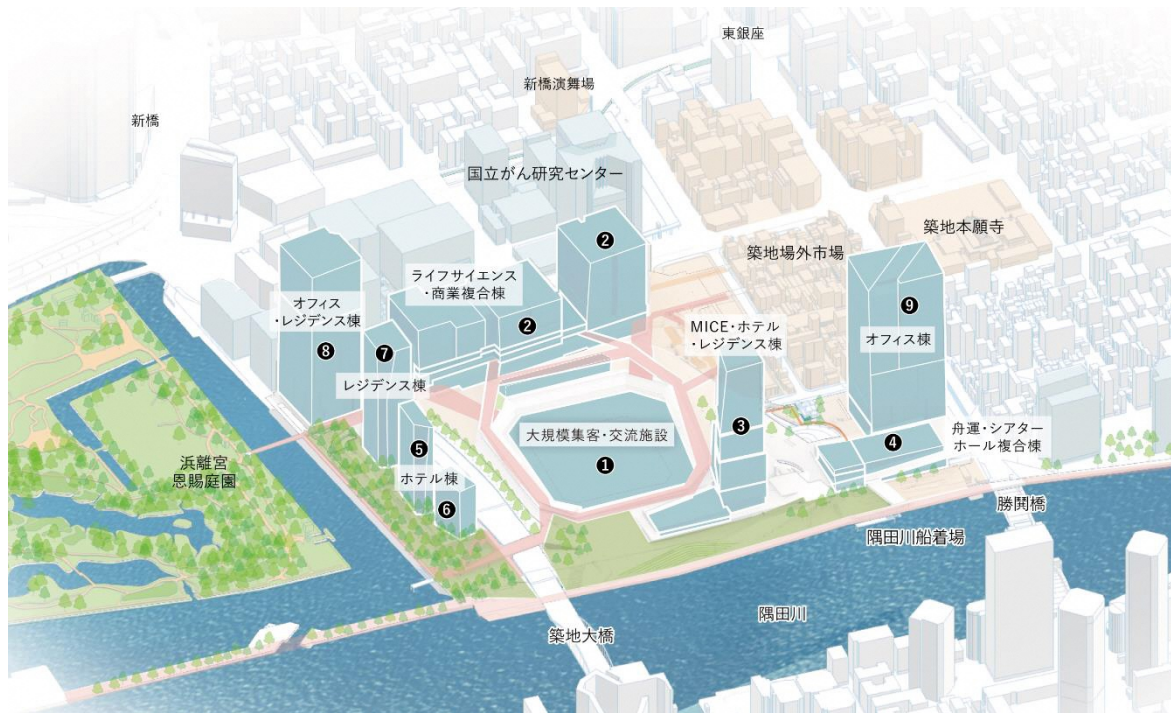 東銀座
新橋演舞場
新橋
国立がん研究センター
築地本願寺
築地場外市場
❷
ライフサイエンス
・商業複合棟
❷
オフィス
・レジデンス棟
❽
❼
レジデンス棟
MICE・ホテル
・レジデンス棟
❸
❾
オフィス棟
大規模集客・交流施設
❶
❺
ホテル棟
❻
❹
舟運・シアター
ホール複合棟
浜離宮
恩賜庭園
勝鬨橋
隅田川船着場
隅田川
築地大橋